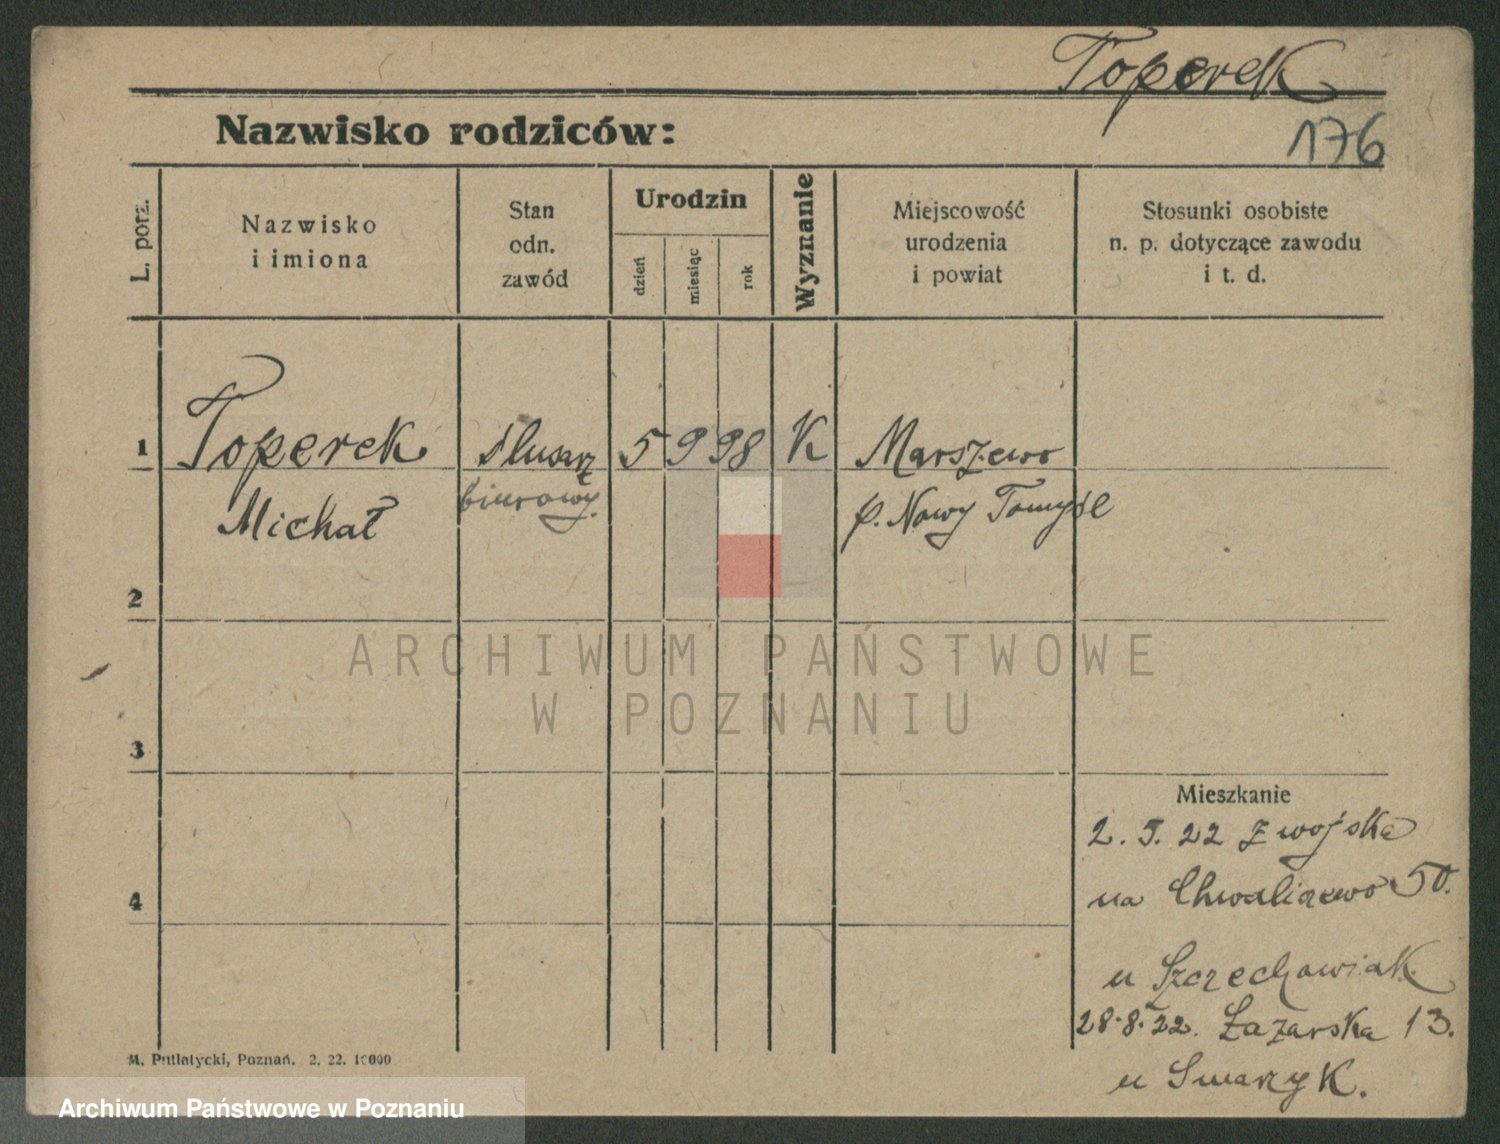 Toperek
Nazwisko rodziców:
176
L. porz.
Nazwisko
i imiona
Stan
odn.
zawód
Urodzin
dzień
miesiąc
rok
Wyznanie
Miejscowość
urodzenia
i powiat
Stosunki osobiste
n. p. dotyczące zawodu
i t. d.
1 Toperek ślusarz 5 9 98 K Marszewo
Michał biurowy. p. Nowy Tomyśl
2
ARCHIWUM PAŃSTWOWE
W POZNANIU
3
Mieszkanie
2. 5. 22 z wojska
na Chwaliszewo 50.
4
u Szczechowiak
28.8.22. Łazarska 13.
u Smarzyk.
M. Putiatycki, Poznań. 2. 22. 10000
Archiwum Państwowe w Poznaniu